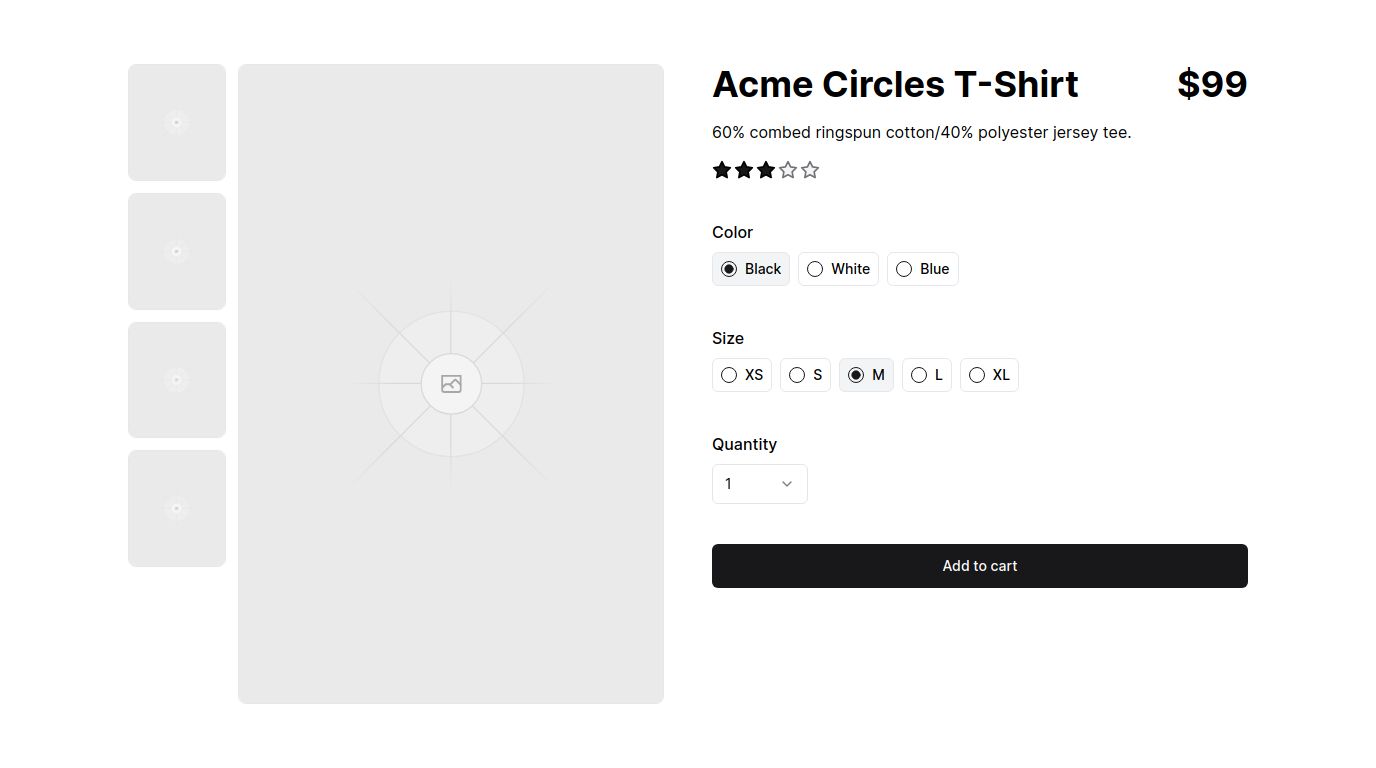 Acme Circles T-Shirt $99
60% combed ringspun cotton/40% polyester jersey tee.
Color
Black White Blue
Size
XS S M L XL
Quantity
1
Add to cart